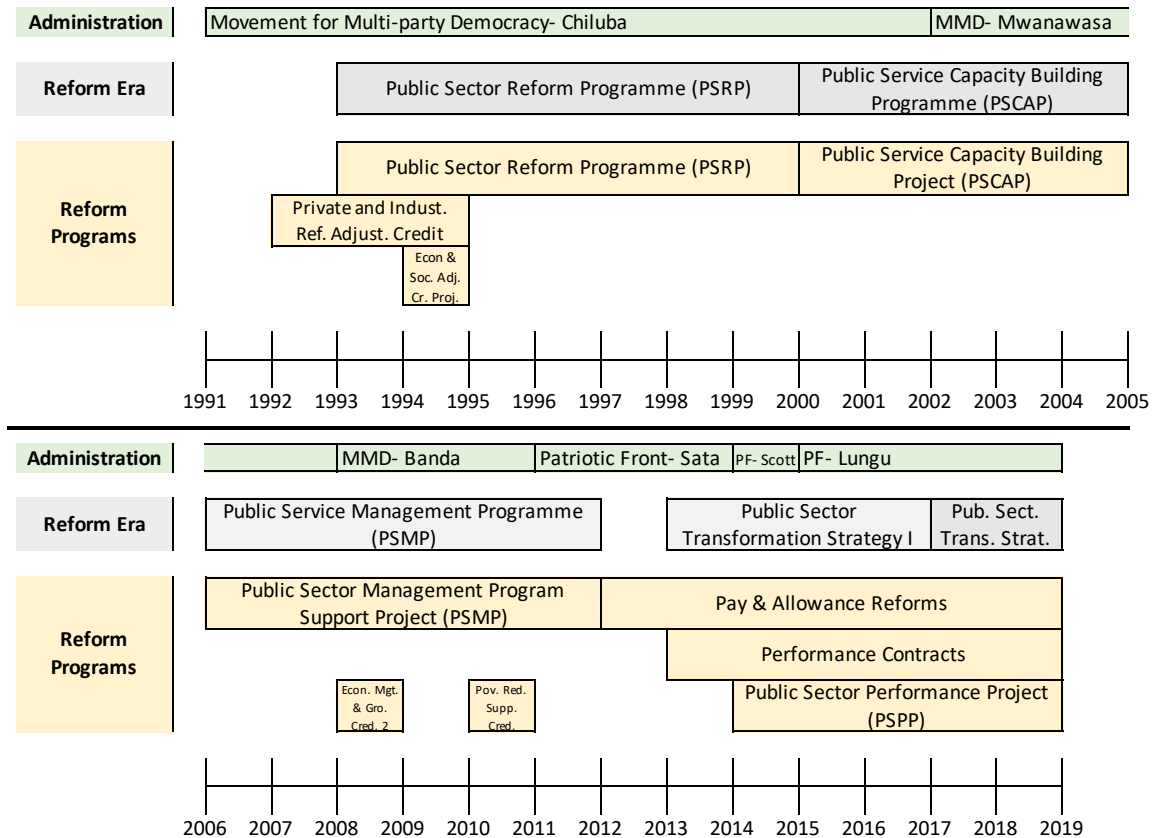 Administration
Movement for Multi-party Democracy- Chiluba
MMD- Mwanawasa
Reform Era
Public Sector Reform Programme (PSRP)
Public Service Capacity Building
Programme (PSCAP)
Reform
Programs
Public Sector Reform Programme (PSRP)
Public Service Capacity Building
Project (PSCAP)
Private and Indust.
Ref. Adjust. Credit
Econ &
Soc. Adj.
Cr. Proj.
1991 1992 1993 1994 1995 1996 1997 1998 1999 2000 2001 2002 2003 2004 2005
Administration
MMD- Banda
Patriotic Front- Sata
PF- Scott
PF- Lungu
Reform Era
Public Service Management Programme
(PSMP)
Public Sector
Transformation Strategy I
Pub. Sect.
Trans. Strat.
Reform
Programs
Public Sector Management Program
Support Project (PSMP)
Pay & Allowance Reforms
Performance Contracts
Econ. Mgt.
& Gro.
Cred. 2
Pov. Red.
Supp.
Cred.
Public Sector Performance Project
(PSPP)
2006 2007 2008 2009 2010 2011 2012 2013 2014 2015 2016 2017 2018 2019